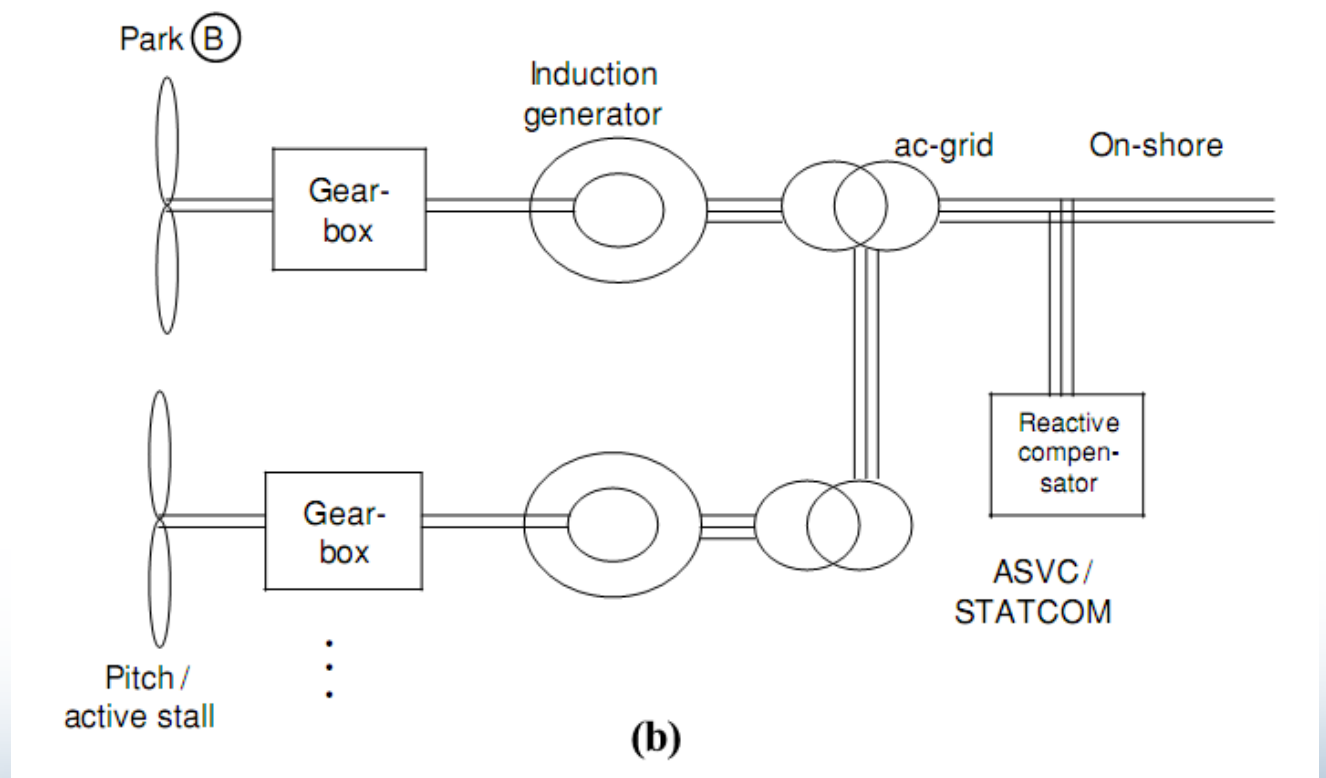 Park B
Induction
generator
ac-grid
On-shore
Gear-
box
Reactive
compen-
sator
Gear-
box
ASVC/
STATCOM
Pitch/
active stall
(b)